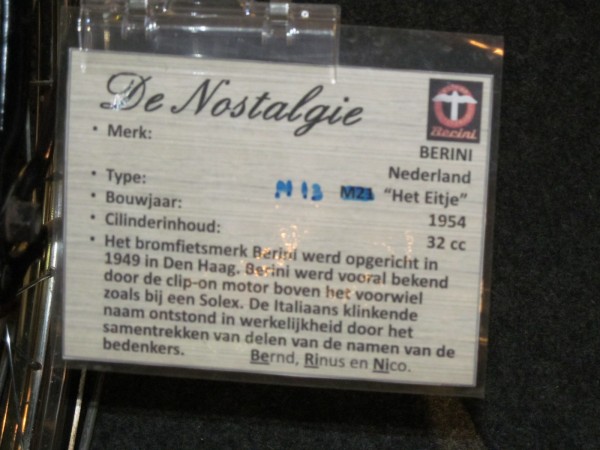 De Nostalgie
Berini
• Merk:
BERINI
Nederland
• Type: M 13 M21 “Het Eitje”
• Bouwjaar: 1954
• Cilinderinhoud: 32 cc
• Het bromfietsmerk Berini werd opgericht in
1949 in Den Haag. Berini werd vooral bekend
door de clip-on motor boven het voorwiel
zoals bij een Solex. De Italiaans klinkende
naam ontstond in werkelijkheid door het
samentrekken van delen van de namen van de
bedenkers. Bernd, Rinus en Nico.